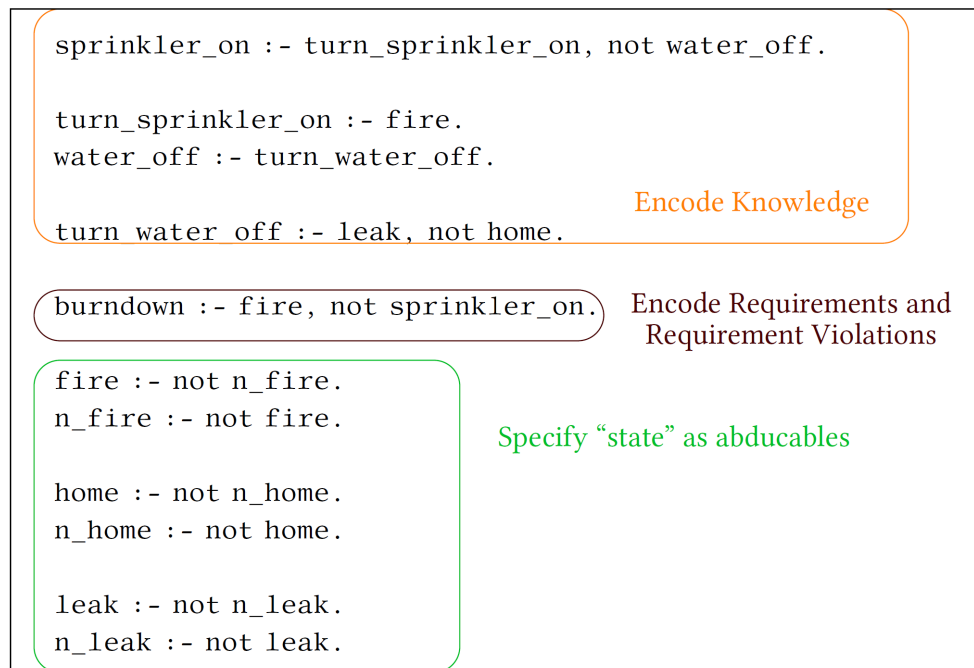 sprinkler_on :- turn_sprinkler_on, not water_off.
turn_sprinkler_on :- fire.
water_off :- turn_water_off.
Encode Knowledge
turn_water_off :- leak, not home.
burndown :- fire, not sprinkler_on.
Encode Requirements and
Requirement Violations
fire :- not n_fire.
n_fire :- not fire.
Specify “state” as abducables
home :- not n_home.
n_home :- not home.
leak :- not n_leak.
n_leak :- not leak.